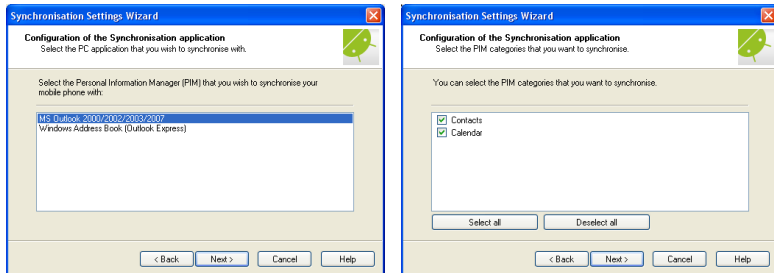 Synchronisation Settings Wizard
Configuration of the Synchronisation application
Select the PC application that you wish to synchronise with.
Select the Personal Information Manager (PIM) that you wish to synchronise your
mobile phone with:
MS Outlook 2000/2002/2003/2007
Windows Address Book (Outlook Express)
< Back
Next >
Cancel
Help
Synchronisation Settings Wizard
Configuration of the Synchronisation application
Select the PIM categories that you want to synchronise.
You can select the PIM categories that you want to synchronise.
Contacts
Calendar
Select all
Deselect all
< Back
Next >
Cancel
Help